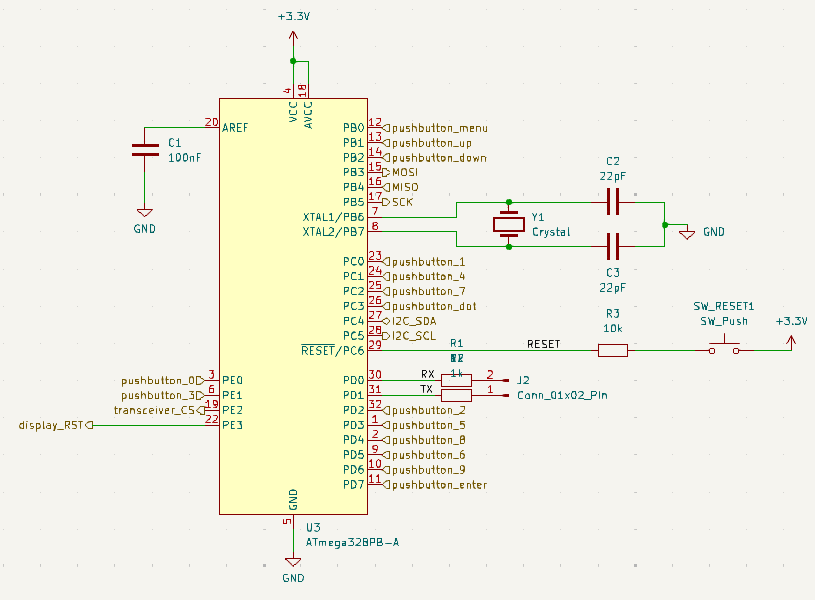 +3.3V
4
18
VCC
AVCC
20
AREF
C1
100nF
GND
PB0
12
pushbutton_menu
PB1
13
pushbutton_up
PB2
14
pushbutton_down
PB3
15
MOSI
PB4
16
MISO
PB5
17
SCK
XTAL1/PB6
7
XTAL2/PB7
8
Y1
Crystal
C2
22pF
C3
22pF
GND
PC0
23
pushbutton_1
PC1
24
pushbutton_4
PC2
25
pushbutton_7
PC3
26
pushbutton_dot
PC4
27
I2C_SDA
PC5
28
I2C_SCL
RESET/PC6
29
RESET
R3
10k
SW_RESET1
SW_Push
+3.3V
R1
1k
PD0
30
RX
2
J2
PD1
31
TX
1
Conn_01x02_Pin
PD2
32
pushbutton_2
PD3
1
pushbutton_5
PD4
2
pushbutton_8
PD5
9
pushbutton_6
PD6
10
pushbutton_9
PD7
11
pushbutton_enter
pushbutton_0
3
PE0
pushbutton_3
6
PE1
transceiver_CS
19
PE2
display_RST
22
PE3
GND
5
U3
ATmega328PB-A
GND